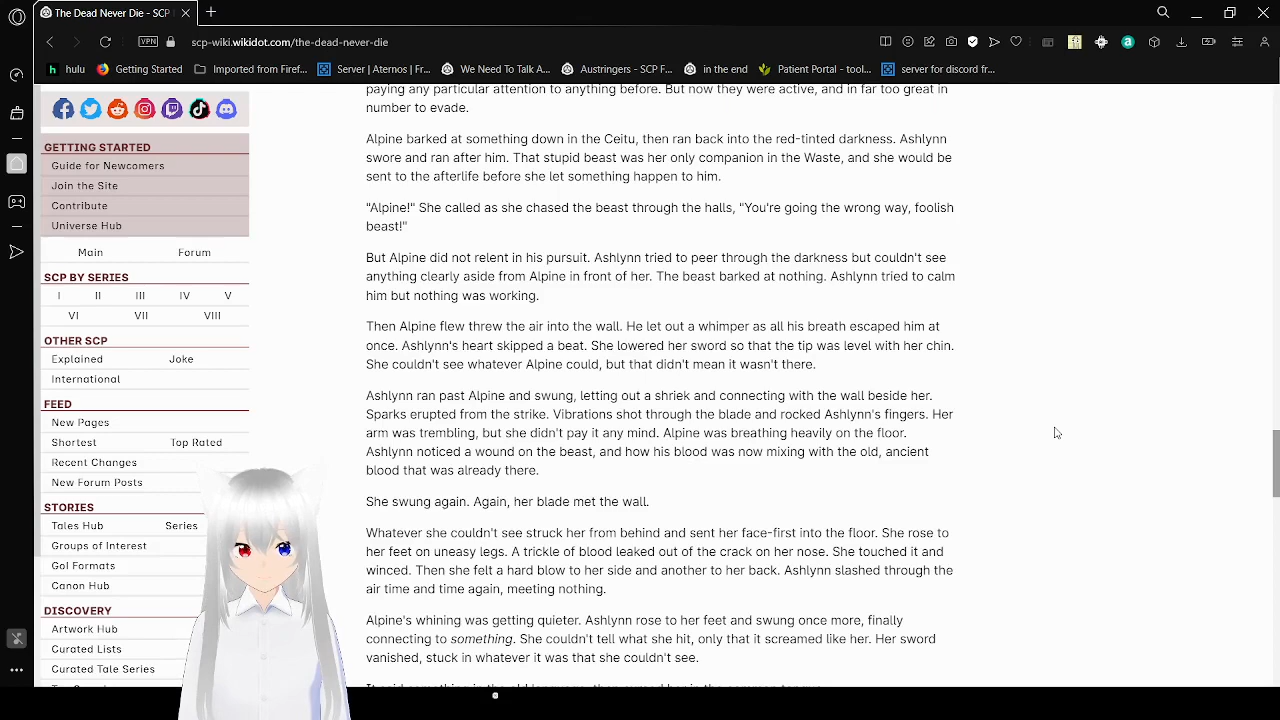 The Dead Never Die - SCP
scp-wiki.wikidot.com/the-dead-never-die
VPN
hulu
Getting Started
Imported from Firef...
Server | Aternos | Fr...
We Need To Talk A...
Austringers - SCP F...
in the end
Patient Portal - tool...
server for discord fr...
GETTING STARTED
Guide for Newcomers
Join the Site
Contribute
Universe Hub
Main Forum
SCP BY SERIES
I II III IV V
VI VII VIII
OTHER SCP
Explained Joke
International
FEED
New Pages
Shortest Top Rated
Recent Changes
New Forum Posts
STORIES
Tales Hub Series
Groups of Interest
GoI Formats
Canon Hub
DISCOVERY
Artwork Hub
Curated Lists
Curated Tale Series
paying any particular attention to anything before. But now they were active, and in far too great in
number to evade.
Alpine barked at something down in the Ceitu, then ran back into the red-tinted darkness. Ashlynn
swore and ran after him. That stupid beast was her only companion in the Waste, and she would be
sent to the afterlife before she let something happen to him.
"Alpine!" She called as she chased the beast through the halls, "You're going the wrong way, foolish
beast!"
But Alpine did not relent in his pursuit. Ashlynn tried to peer through the darkness but couldn't see
anything clearly aside from Alpine in front of her. The beast barked at nothing. Ashlynn tried to calm
him but nothing was working.
Then Alpine flew threw the air into the wall. He let out a whimper as all his breath escaped him at
once. Ashlynn's heart skipped a beat. She lowered her sword so that the tip was level with her chin.
She couldn't see whatever Alpine could, but that didn't mean it wasn't there.
Ashlynn ran past Alpine and swung, letting out a shriek and connecting with the wall beside her.
Sparks erupted from the strike. Vibrations shot through the blade and rocked Ashlynn's fingers. Her
arm was trembling, but she didn't pay it any mind. Alpine was breathing heavily on the floor.
Ashlynn noticed a wound on the beast, and how his blood was now mixing with the old, ancient
blood that was already there.
She swung again. Again, her blade met the wall.
Whatever she couldn't see struck her from behind and sent her face-first into the floor. She rose to
her feet on uneasy legs. A trickle of blood leaked out of the crack on her nose. She touched it and
winced. Then she felt a hard blow to her side and another to her back. Ashlynn slashed through the
air time and time again, meeting nothing.
Alpine's whining was getting quieter. Ashlynn rose to her feet and swung once more, finally
connecting to something. She couldn't tell what she hit, only that it screamed like her. Her sword
vanished, stuck in whatever it was that she couldn't see.